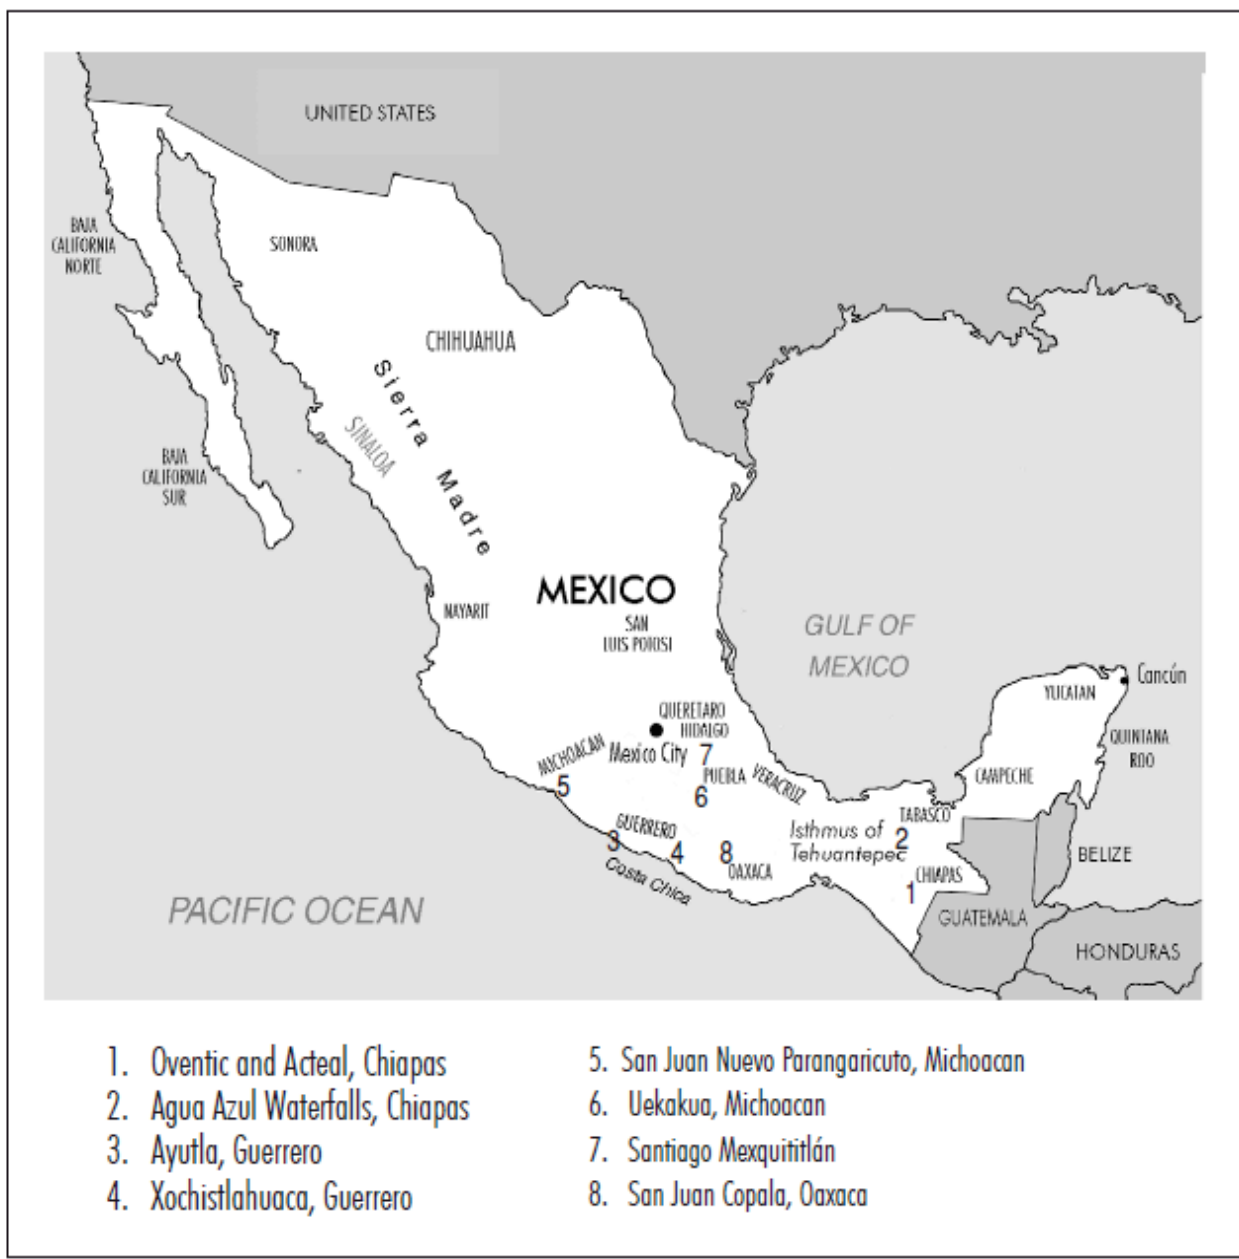 UNITED STATES
BAJA
CALIFORNIA
NORTE
SONORA
CHIHUAHUA
Sierra Madre
SINALOA
BAJA
CALIFORNIA
SUR
MEXICO
NAYARIT
SAN
LUIS POTOSI
GULF OF
MEXICO
Cancún
YUCATAN
QUERETARO
HIDALGO
QUINTANA
ROO
MICHOACAN
Mexico City
7
PUEBLA
VERACRUZ
CAMPECHE
5
6
TABASCO
GUERRERO
Isthmus of
Tehuantepec
2
3
4
8
OAXACA
BELIZE
Costa Chica
CHIAPAS
1
PACIFIC OCEAN
GUATEMALA
HONDURAS
1. Oventic and Acteal, Chiapas
2. Agua Azul Waterfalls, Chiapas
3. Ayutla, Guerrero
4. Xochistlahuaca, Guerrero
5. San Juan Nuevo Parangaricuto, Michoacan
6. Uekakua, Michoacan
7. Santiago Mexquititlán
8. San Juan Copala, Oaxaca